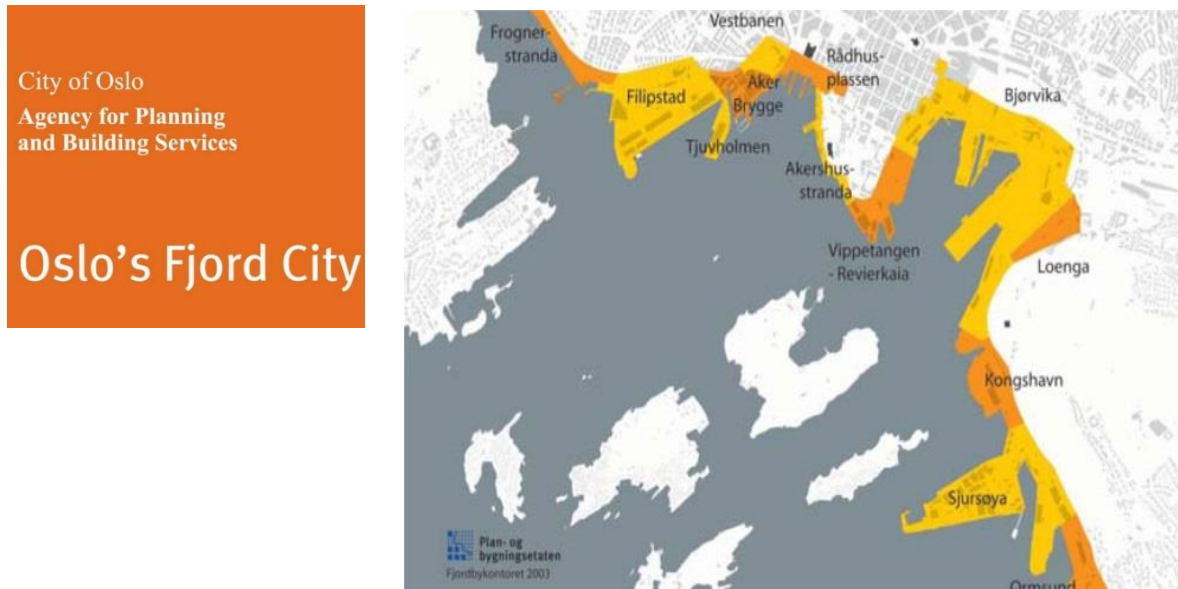 City of Oslo
Agency for Planning
and Building Services
Oslo's Fjord City
Vestbanen
Frogner-
stranda
Rådhus-
plassen
Filipstad
Aker
Brygge
Bjørvika
Tjuvholmen
Akershus-
stranda
Vippetangen
- Revierkaia
Loenga
Kongshavn
Sjursøya
Ormsund
Plan- og
bygningsetaten
Fjordbykontoret 2003